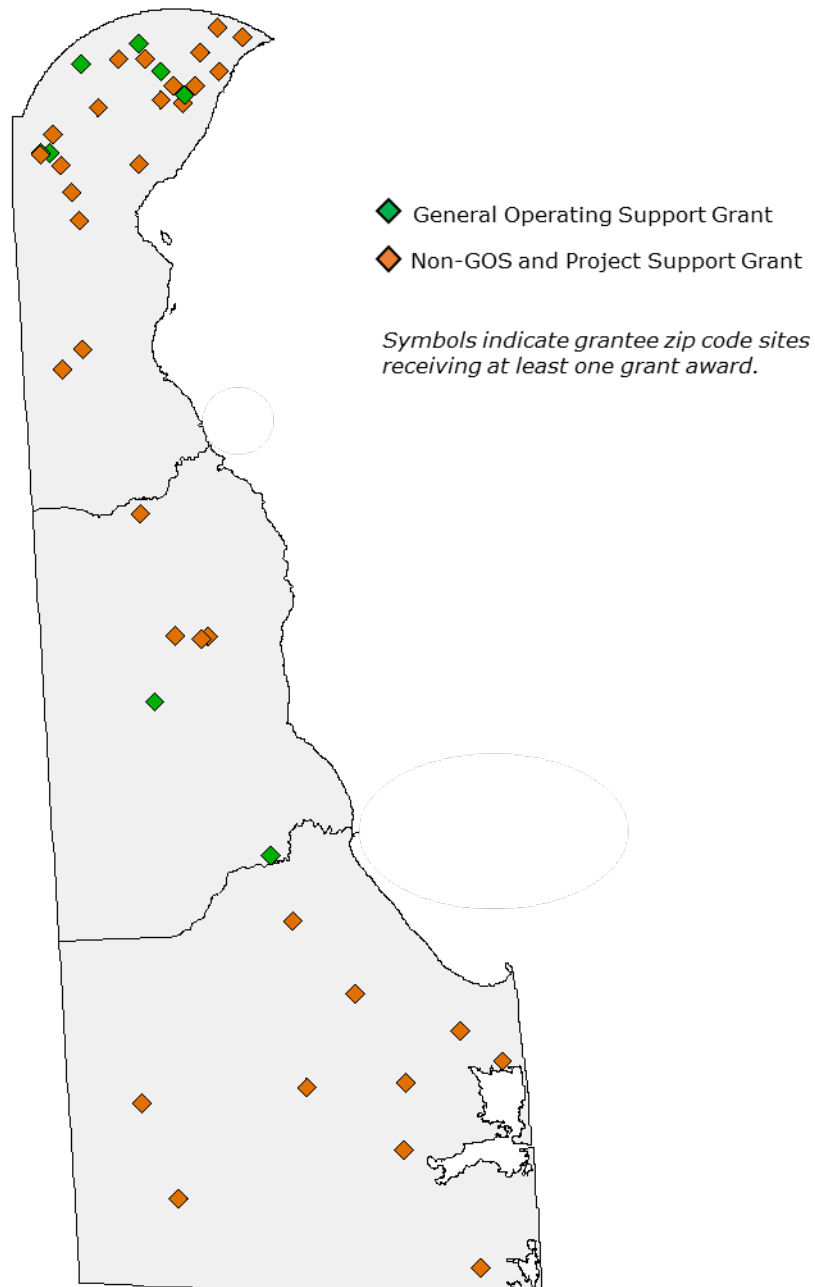 General Operating Support Grant
Non-GOS and Project Support Grant
Symbols indicate grantee zip code sites
receiving at least one grant award.